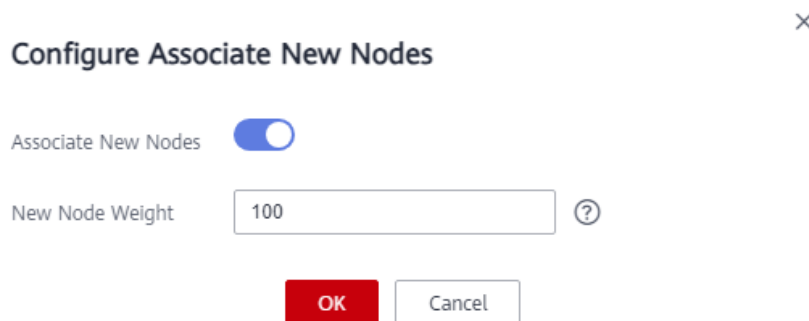 Configure Associate New Nodes
Associate New Nodes
New Node Weight 100 ?
OK Cancel